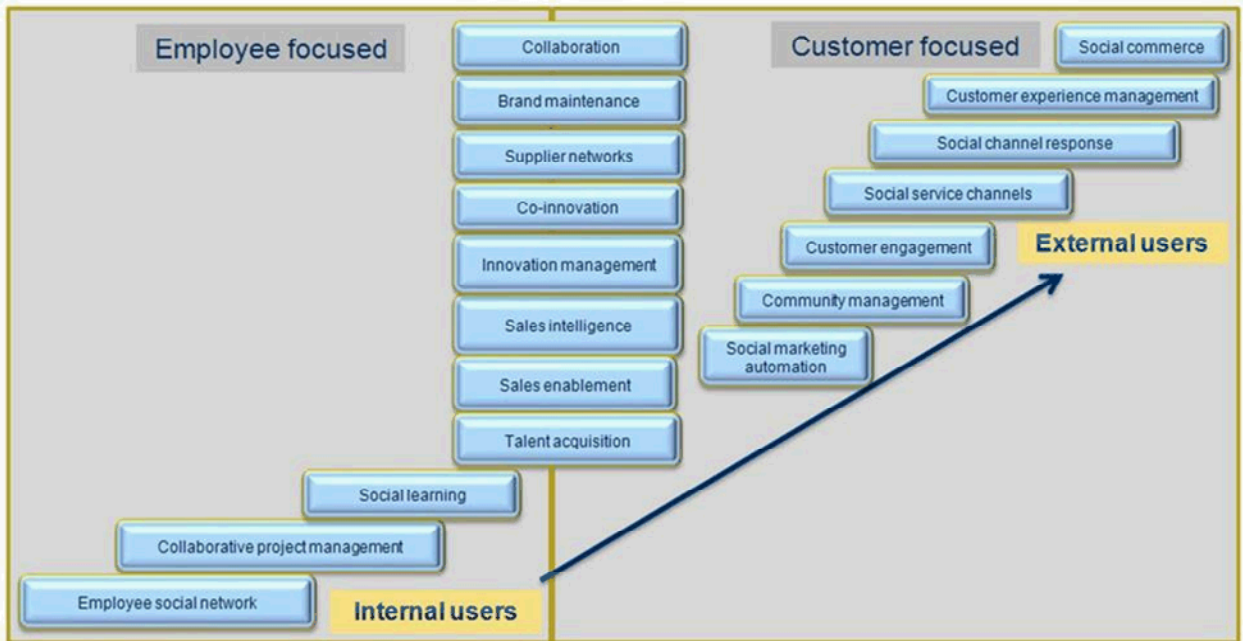 Employee focused
Collaboration
Brand maintenance
Supplier networks
Co-innovation
Innovation management
Sales intelligence
Sales enablement
Talent acquisition
Social learning
Collaborative project management
Employee social network
Internal users
Customer focused
Social commerce
Customer experience management
Social channel response
Social service channels
Customer engagement
Community management
Social marketing
automation
External users